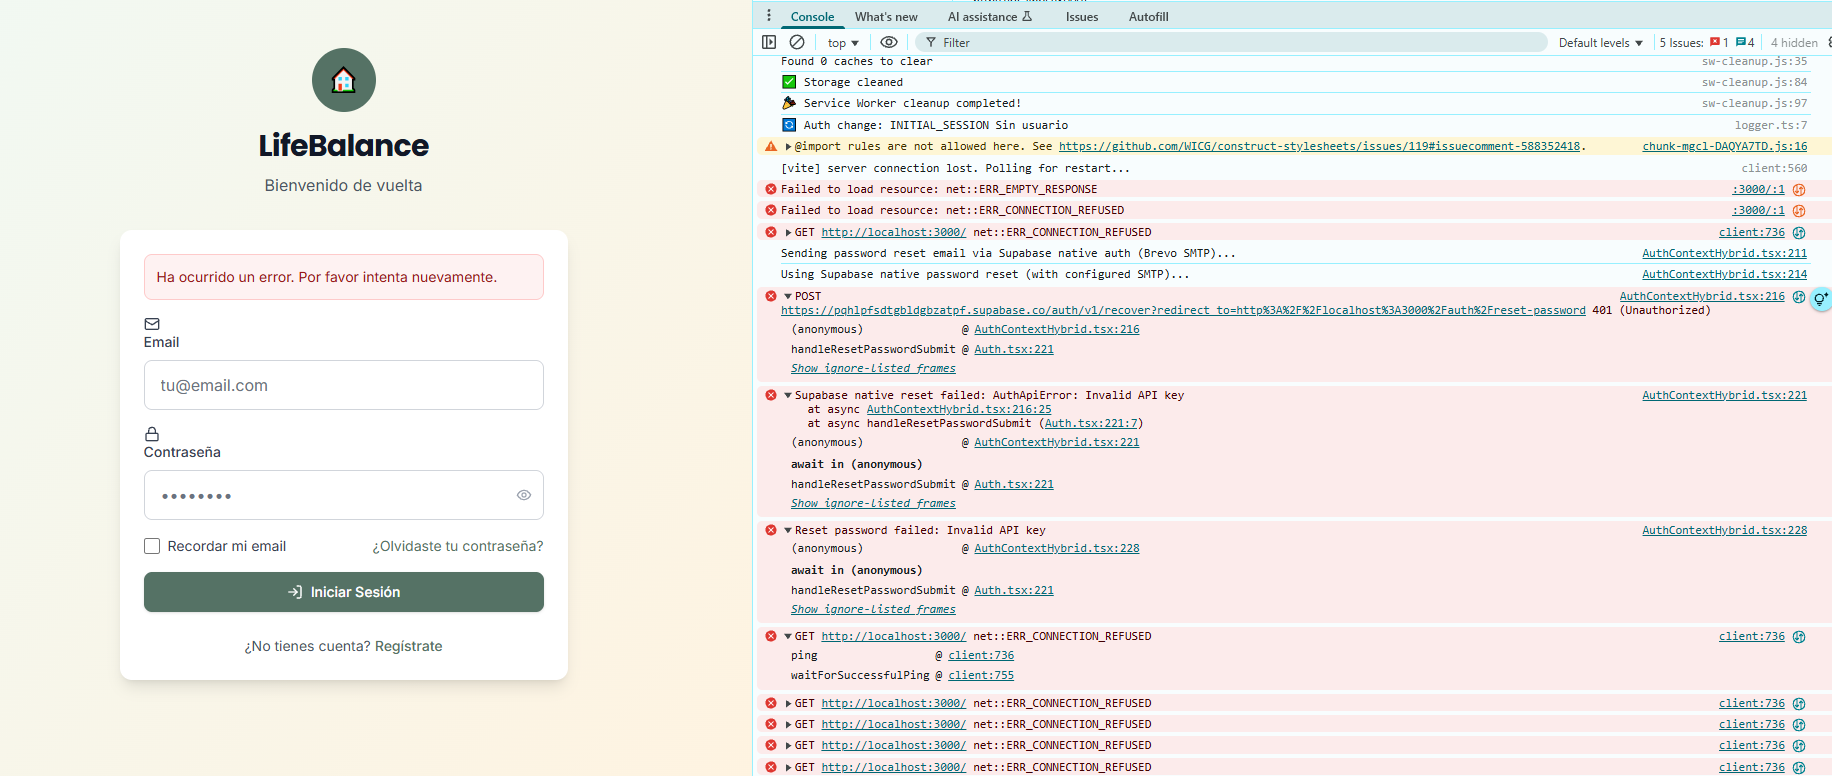 LifeBalance
Bienvenido de vuelta
Ha ocurrido un error. Por favor intenta nuevamente.
Email
tu@email.com
Contraseña
••••••••
Recordar mi email
¿Olvidaste tu contraseña?
Iniciar Sesión
¿No tienes cuenta? Regístrate
Console What's new AI assistance Issues Autofill
top Filter Default levels 5 Issues: 1 4 4 hidden
Found 0 caches to clear sw-cleanup.js:35
✅ Storage cleaned sw-cleanup.js:84
Service Worker cleanup completed! sw-cleanup.js:97
Auth change: INITIAL_SESSION Sin usuario logger.ts:7
@import rules are not allowed here. See https://github.com/WICG/construct-stylesheets/issues/119#issuecomment-588352418. chunk-mgcl-DAQYA7TD.js:16
[vite] server connection lost. Polling for restart... client:560
Failed to load resource: net::ERR_EMPTY_RESPONSE :3000/:1
Failed to load resource: net::ERR_CONNECTION_REFUSED :3000/:1
GET http://localhost:3000/ net::ERR_CONNECTION_REFUSED client:736
Sending password reset email via Supabase native auth (Brevo SMTP)... AuthContextHybrid.tsx:211
Using Supabase native password reset (with configured SMTP)... AuthContextHybrid.tsx:214
POST AuthContextHybrid.tsx:216
https://pqhlpfsdtgbldgbzatpf.supabase.co/auth/v1/recover?redirect_to=http%3A%2F%2Flocalhost%3A3000%2Fauth%2Freset-password 401 (Unauthorized)
(anonymous) @ AuthContextHybrid.tsx:216
handleResetPasswordSubmit @ Auth.tsx:221
Show ignore-listed frames
Supabase native reset failed: AuthApiError: Invalid API key AuthContextHybrid.tsx:221
at async AuthContextHybrid.tsx:216:25
at async handleResetPasswordSubmit (Auth.tsx:221:7)
(anonymous) @ AuthContextHybrid.tsx:221
await in (anonymous)
handleResetPasswordSubmit @ Auth.tsx:221
Show ignore-listed frames
Reset password failed: Invalid API key AuthContextHybrid.tsx:228
(anonymous) @ AuthContextHybrid.tsx:228
await in (anonymous)
handleResetPasswordSubmit @ Auth.tsx:221
Show ignore-listed frames
GET http://localhost:3000/ net::ERR_CONNECTION_REFUSED client:736
ping @ client:736
waitForSuccessfulPing @ client:755
GET http://localhost:3000/ net::ERR_CONNECTION_REFUSED client:736
GET http://localhost:3000/ net::ERR_CONNECTION_REFUSED client:736
GET http://localhost:3000/ net::ERR_CONNECTION_REFUSED client:736
GET http://localhost:3000/ net::ERR_CONNECTION_REFUSED client:736